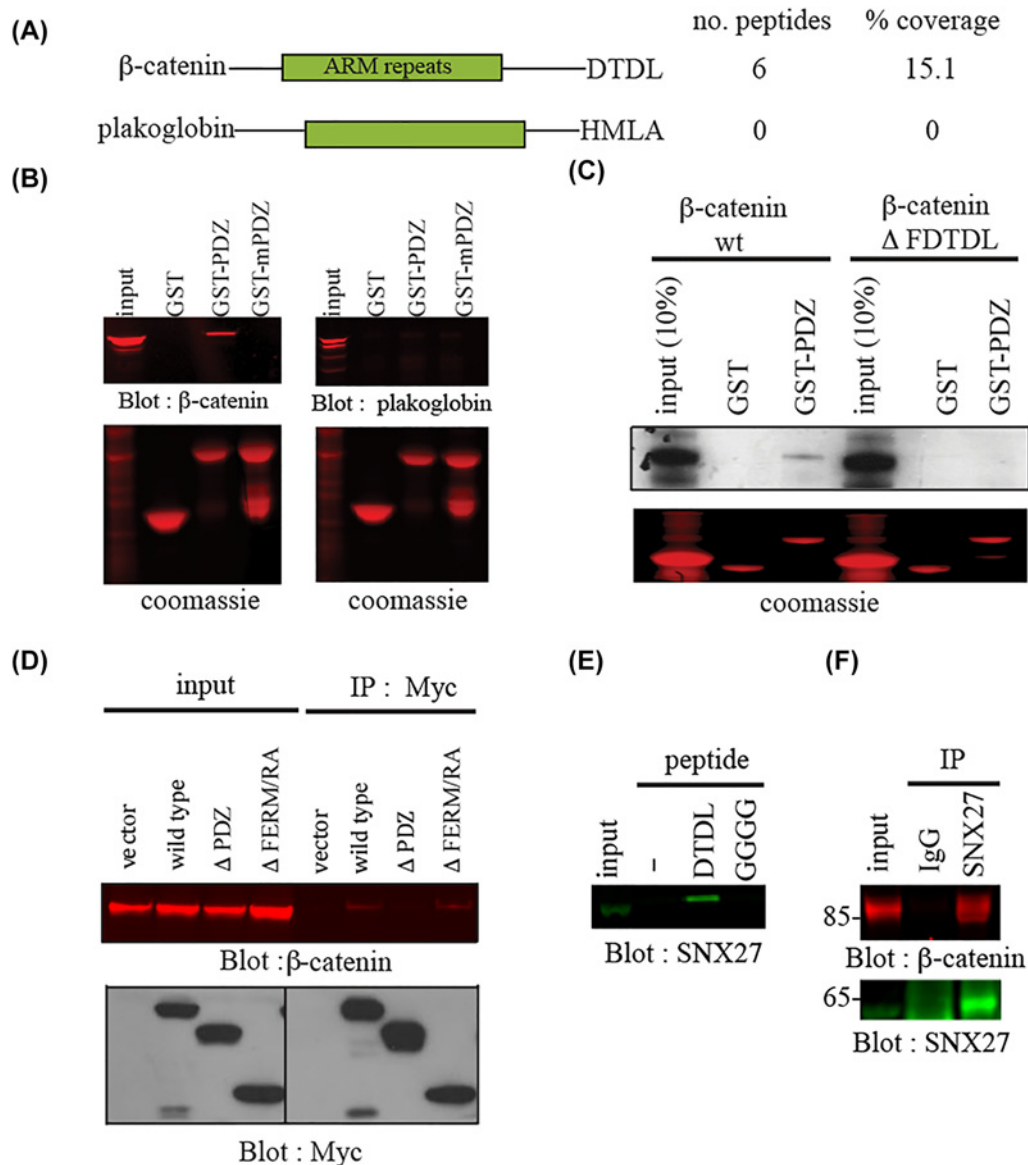 (A)
no. peptides % coverage
β-catenin ARM repeats DTDL 6 15.1
plakoglobin HMLA 0 0
(B)
input GST GST-PDZ GST-mPDZ
input GST GST-PDZ GST-mPDZ
Blot : β-catenin
Blot : plakoglobin
coomassie
coomassie
(C)
β-catenin wt
β-catenin Δ FDTDL
input (10%) GST GST-PDZ input (10%) GST GST-PDZ
coomassie
(D)
input IP : Myc
vector wild type Δ PDZ Δ FERM/RA vector wild type Δ PDZ Δ FERM/RA
Blot :β-catenin
Blot : Myc
(E)
peptide
input - DTDL GGGG
Blot : SNX27
(F)
IP
input IgG SNX27
85
Blot : β-catenin
65
Blot : SNX27